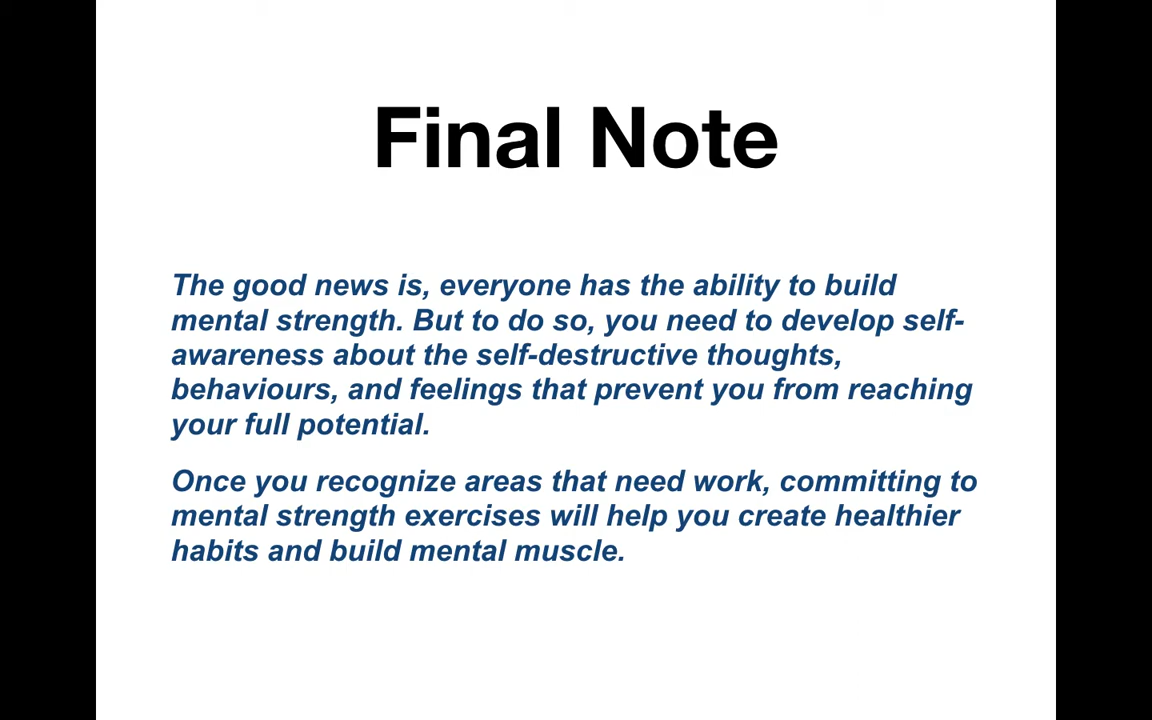 Final Note
The good news is, everyone has the ability to build
mental strength. But to do so, you need to develop self-
awareness about the self-destructive thoughts,
behaviours, and feelings that prevent you from reaching
your full potential.
Once you recognize areas that need work, committing to
mental strength exercises will help you create healthier
habits and build mental muscle.